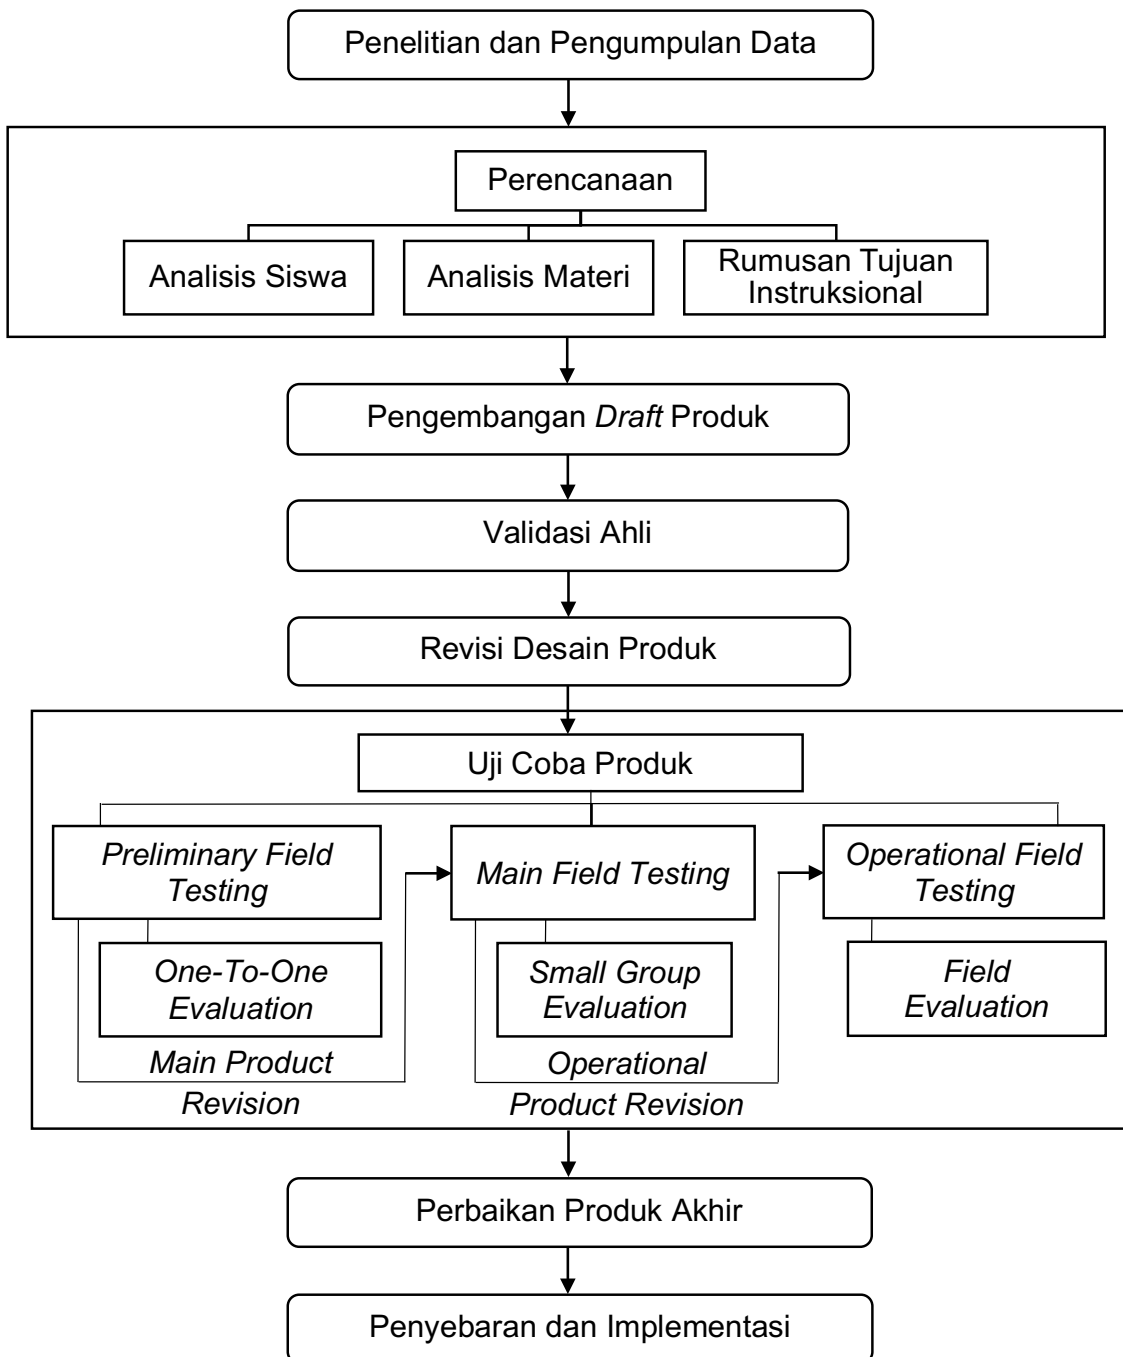 Penelitian dan Pengumpulan Data
Perencanaan
Analisis Siswa
Analisis Materi
Rumusan Tujuan
Instruksional
Pengembangan Draft Produk
Validasi Ahli
Revisi Desain Produk
Uji Coba Produk
Preliminary Field
Testing
Main Field Testing
Operational Field
Testing
One-To-One
Evaluation
Small Group
Evaluation
Field
Evaluation
Main Product
Revision
Operational
Product Revision
Perbaikan Produk Akhir
Penyebaran dan Implementasi